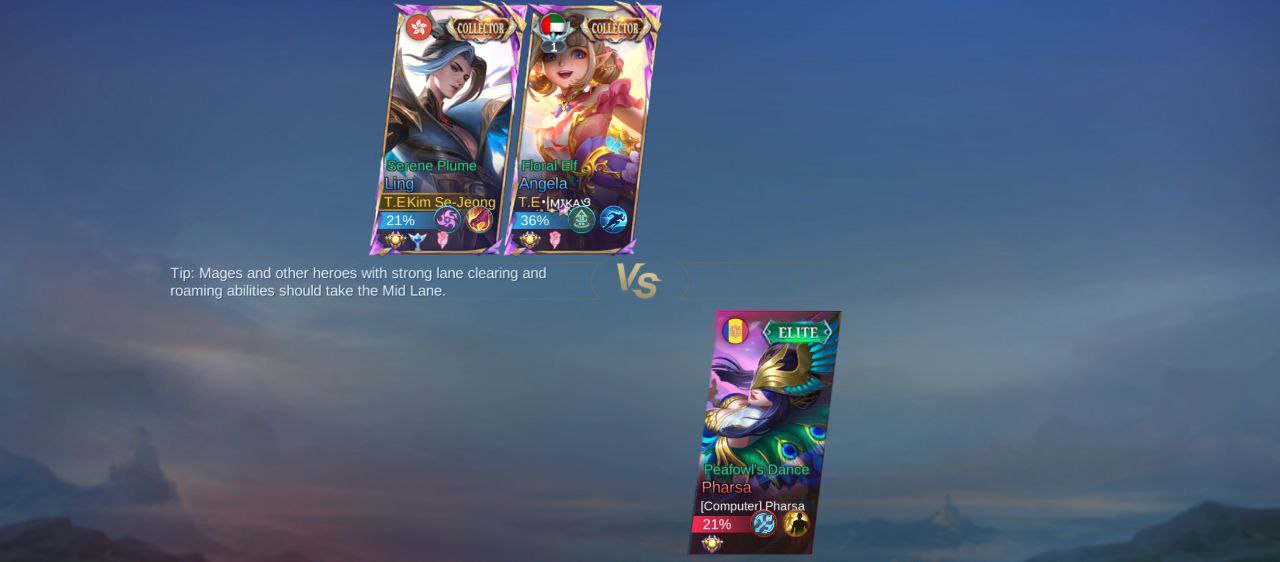 COLLECTOR
Serene Plume
Ling
T.EKim Se-Jeong
21%
COLLECTOR
1
Floral Elf
Angela
36%
Tip: Mages and other heroes with strong lane clearing and
roaming abilities should take the Mid Lane.
VS
ELITE
Peafowl's Dance
Pharsa
[Computer] Pharsa
21%